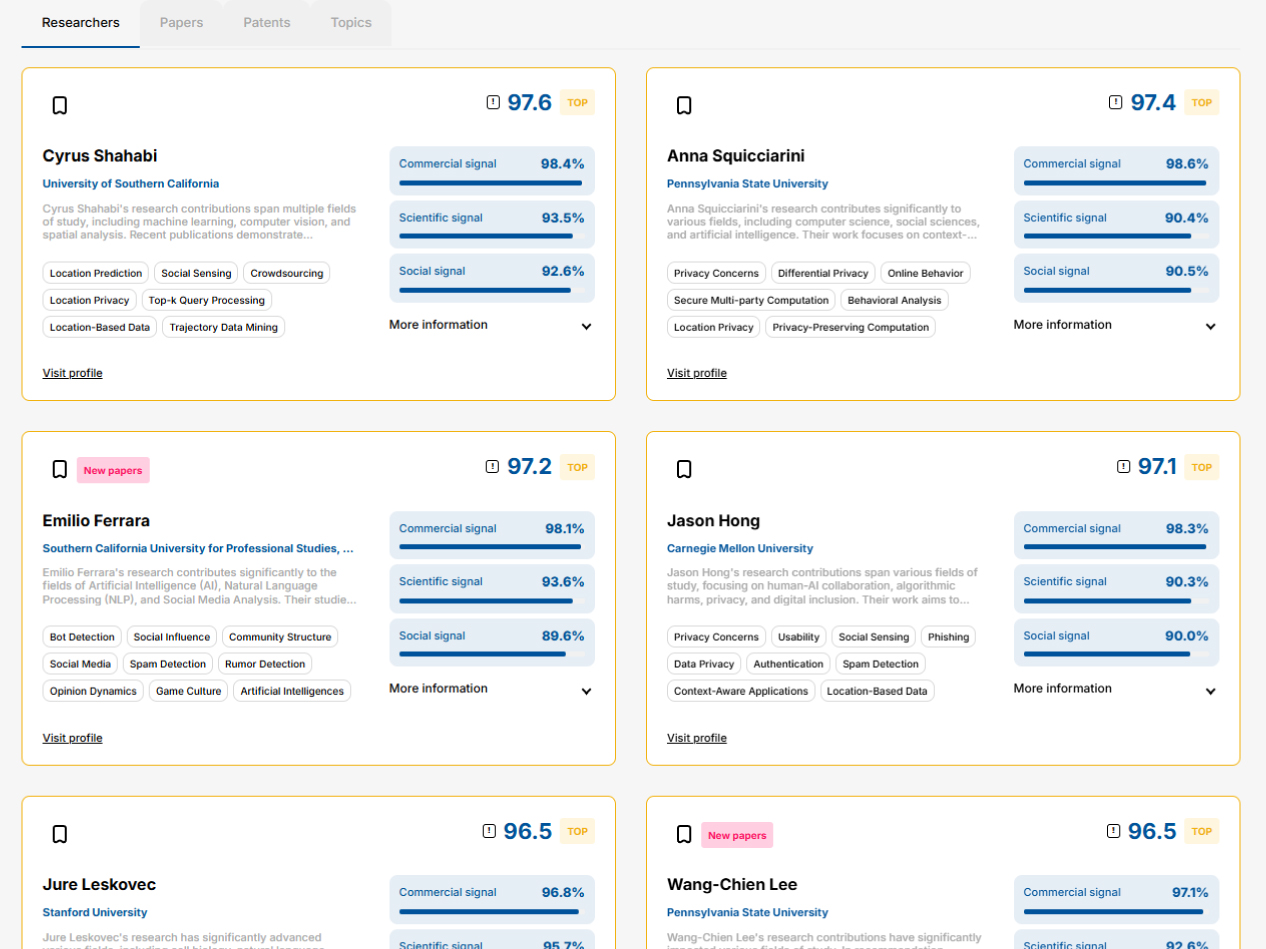 Researchers
Papers
Patents
Topics
97.6
TOP
Cyrus Shahabi
University of Southern California
Cyrus Shahabi's research contributions span multiple fields
of study, including machine learning, computer vision, and
spatial analysis. Recent publications demonstrate...
Location Prediction
Social Sensing
Crowdsourcing
Location Privacy
Top-k Query Processing
Location-Based Data
Trajectory Data Mining
Commercial signal 98.4%
Scientific signal 93.5%
Social signal 92.6%
More information
Visit profile
97.4
TOP
Anna Squicciarini
Pennsylvania State University
Anna Squicciarini's research contributes significantly to
various fields, including computer science, social sciences,
and artificial intelligence. Their work focuses on context-...
Privacy Concerns
Differential Privacy
Online Behavior
Secure Multi-party Computation
Behavioral Analysis
Location Privacy
Privacy-Preserving Computation
Commercial signal 98.6%
Scientific signal 90.4%
Social signal 90.5%
More information
Visit profile
New papers
97.2
TOP
Emilio Ferrara
Southern California University for Professional Studies, ...
Emilio Ferrara's research contributes significantly to the
fields of Artificial Intelligence (AI), Natural Language
Processing (NLP), and Social Media Analysis. Their studie...
Bot Detection
Social Influence
Community Structure
Social Media
Spam Detection
Rumor Detection
Opinion Dynamics
Game Culture
Artificial Intelligences
Commercial signal 98.1%
Scientific signal 93.6%
Social signal 89.6%
More information
Visit profile
97.1
TOP
Jason Hong
Carnegie Mellon University
Jason Hong's research contributions span various fields of
study, focusing on human-AI collaboration, algorithmic
harms, privacy, and digital inclusion. Their work aims to...
Privacy Concerns
Usability
Social Sensing
Phishing
Data Privacy
Authentication
Spam Detection
Context-Aware Applications
Location-Based Data
Commercial signal 98.3%
Scientific signal 90.3%
Social signal 90.0%
More information
Visit profile
96.5
TOP
Jure Leskovec
Stanford University
Jure Leskovec's research has significantly advanced
Commercial signal 96.8%
Scientific signal 95.7%
New papers
96.5
TOP
Wang-Chien Lee
Pennsylvania State University
Wang-Chien Lee's research contributions have significantly
Commercial signal 97.1%
Scientific signal 92.6%